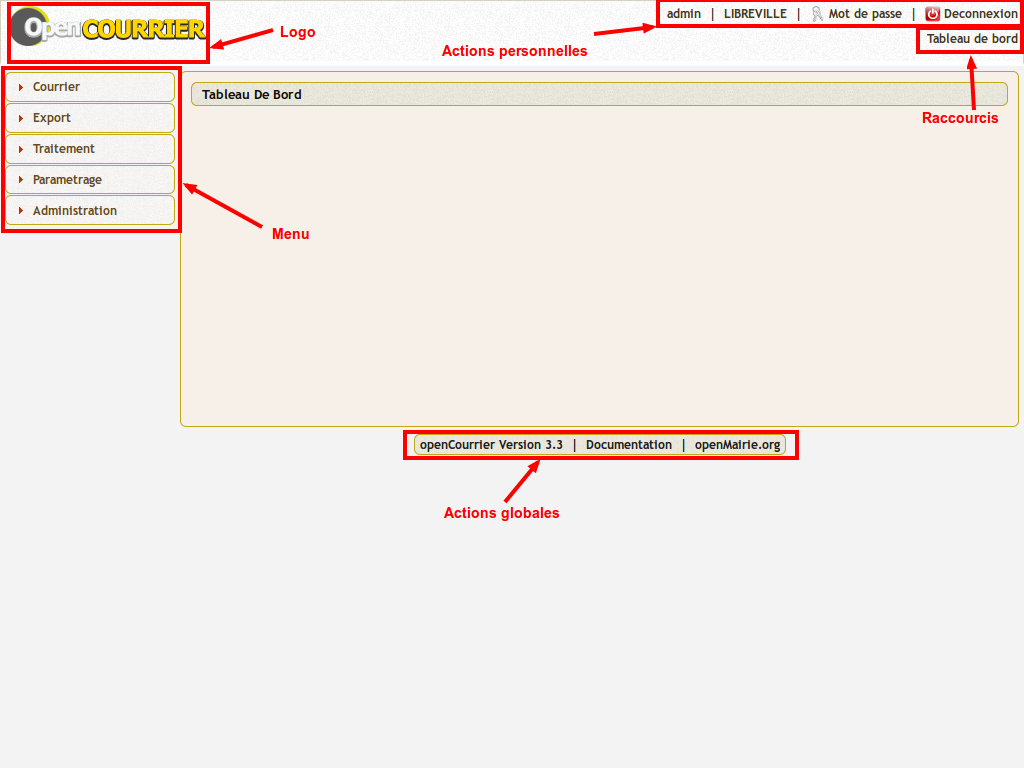 OpenCOURRIER
Logo
Actions personnelles
admin | LIBREVILLE | Mot de passe | Deconnexion
Tableau de bord
Raccourcis
Courrier
Export
Traitement
Parametrage
Administration
Menu
Tableau De Bord
openCourrier Version 3.3 | Documentation | openMairie.org
Actions globales